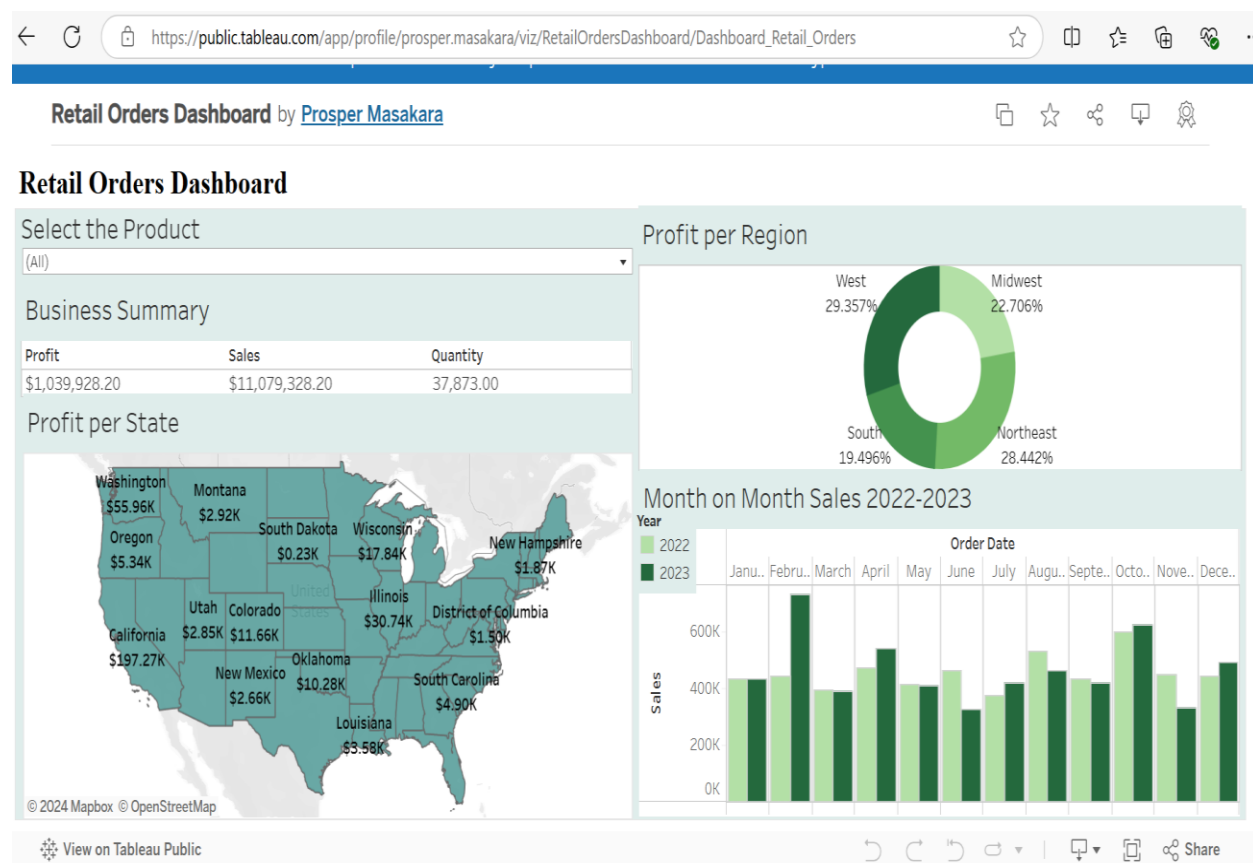 https://public.tableau.com/app/profile/prosper.masakara/viz/RetailOrdersDashboard/Dashboard_Retail_Orders
Retail Orders Dashboard by Prosper Masakara
Retail Orders Dashboard
Select the Product
(All)
Business Summary
Profit Sales Quantity
$1,039,928.20 $11,079,328.20 37,873.00
Profit per State
Washington
$55.96K
Montana
$2.92K
Oregon
$5.34K
South Dakota
$0.23K
Wisconsin
$17.84K
New Hampshire
$1.87K
United
States
Utah
$2.85K
Colorado
$11.66K
Illinois
$30.74K
District of Columbia
$1.50K
California
$197.27K
New Mexico
$2.66K
Oklahoma
$10.28K
South Carolina
$4.90K
Louisiana
$3.58K
© 2024 Mapbox © OpenStreetMap
Profit per Region
West
29.357%
Midwest
22.706%
South
19.496%
Northeast
28.442%
Month on Month Sales 2022-2023
Year
2022
2023
Order Date
Janu.. Febru.. March April May June July Augu.. Septe.. Octo.. Nove.. Dece..
Sales
600K
400K
200K
0K
View on Tableau Public
Share